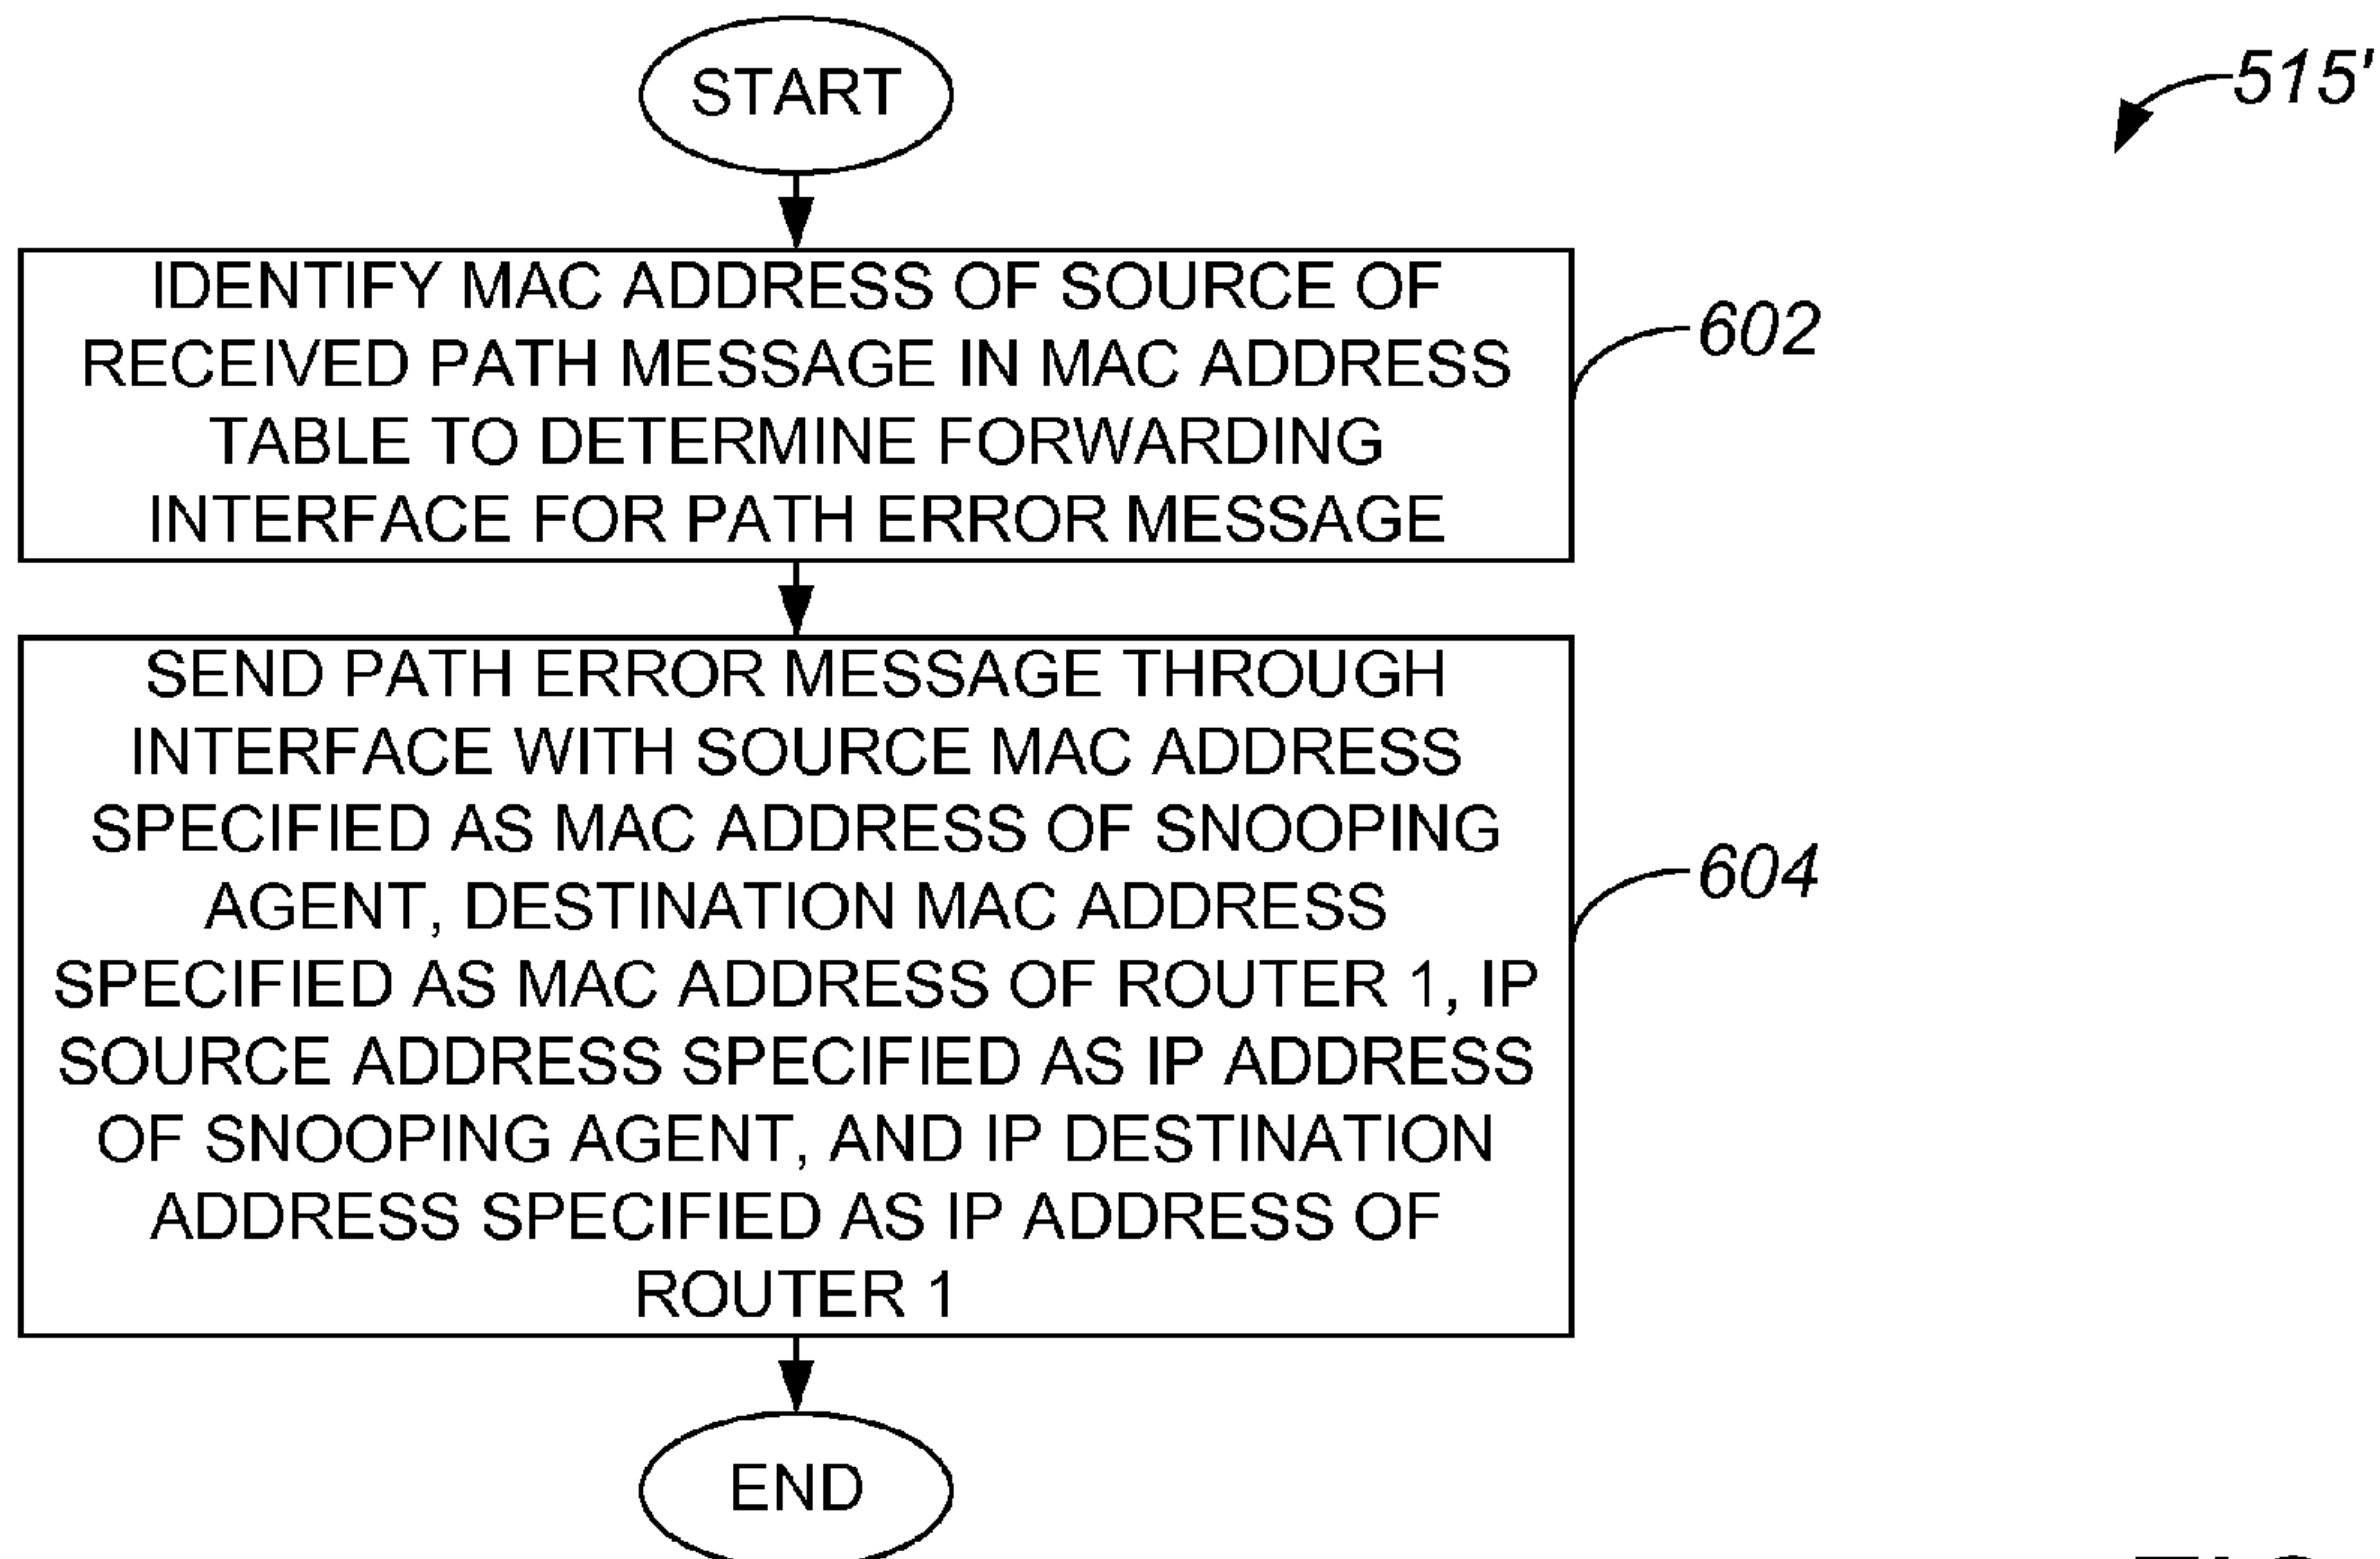 START
515'
IDENTIFY MAC ADDRESS OF SOURCE OF
RECEIVED PATH MESSAGE IN MAC ADDRESS
TABLE TO DETERMINE FORWARDING
INTERFACE FOR PATH ERROR MESSAGE
602
SEND PATH ERROR MESSAGE THROUGH
INTERFACE WITH SOURCE MAC ADDRESS
SPECIFIED AS MAC ADDRESS OF SNOOPING
AGENT, DESTINATION MAC ADDRESS
SPECIFIED AS MAC ADDRESS OF ROUTER 1, IP
SOURCE ADDRESS SPECIFIED AS IP ADDRESS
OF SNOOPING AGENT, AND IP DESTINATION
ADDRESS SPECIFIED AS IP ADDRESS OF
ROUTER 1
604
END